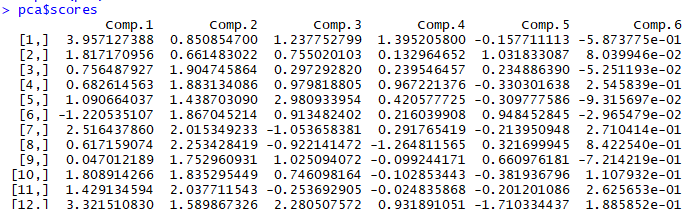 > pca$scores
Comp.1 Comp.2 Comp.3 Comp.4 Comp.5 Comp.6
[1,] 3.957127388 0.850854700 1.237752799 1.395205800 -0.157711113 -5.873775e-01
[2,] 1.817170956 0.661483022 0.755020103 0.132964652 1.031833087 8.039946e-02
[3,] 0.756487927 1.904745864 0.297292820 0.239546457 0.234886390 -5.251193e-02
[4,] 0.682614563 1.883134086 0.979818805 0.967221376 -0.330301638 2.545839e-01
[5,] 1.090664037 1.438703090 2.980933954 0.420577725 -0.309777586 -9.315697e-02
[6,] -1.220535107 1.867045214 0.913482402 0.216039908 0.948452845 -2.965479e-02
[7,] 2.516437860 2.015349233 -1.053658381 0.291765419 -0.213950948 2.710414e-01
[8,] 0.617159074 2.253428419 -0.922141472 -1.264811565 0.321699945 8.422540e-01
[9,] 0.047012189 1.752960931 1.025094072 -0.099244171 0.660976181 -7.214219e-01
[10,] 1.808914266 1.835295449 0.746098164 -0.102853443 -0.381936796 1.107932e-01
[11,] 1.429134594 2.037711543 -0.253692905 -0.024835868 -0.201201086 2.625653e-01
[12,] 3.321510830 1.589867326 2.280507572 0.931891051 -1.710334437 1.885852e-01